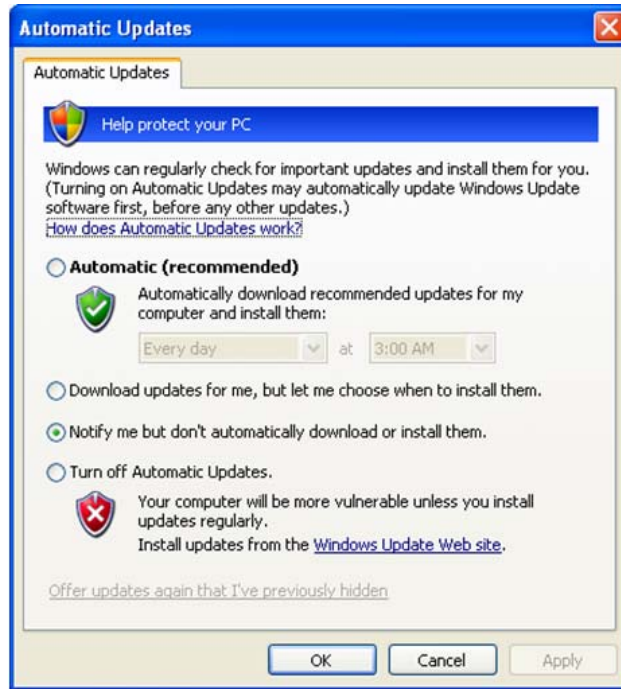 Automatic Updates
Automatic Updates
Help protect your PC
Windows can regularly check for important updates and install them for you.
(Turning on Automatic Updates may automatically update Windows Update
software first, before any other updates.)
How does Automatic Updates work?
Automatic (recommended)
Automatically download recommended updates for my
computer and install them:
Every day at 3:00 AM
Download updates for me, but let me choose when to install them.
Notify me but don't automatically download or install them.
Turn off Automatic Updates.
Your computer will be more vulnerable unless you install
updates regularly.
Install updates from the Windows Update Web site.
Offer updates again that I've previously hidden
OK Cancel Apply